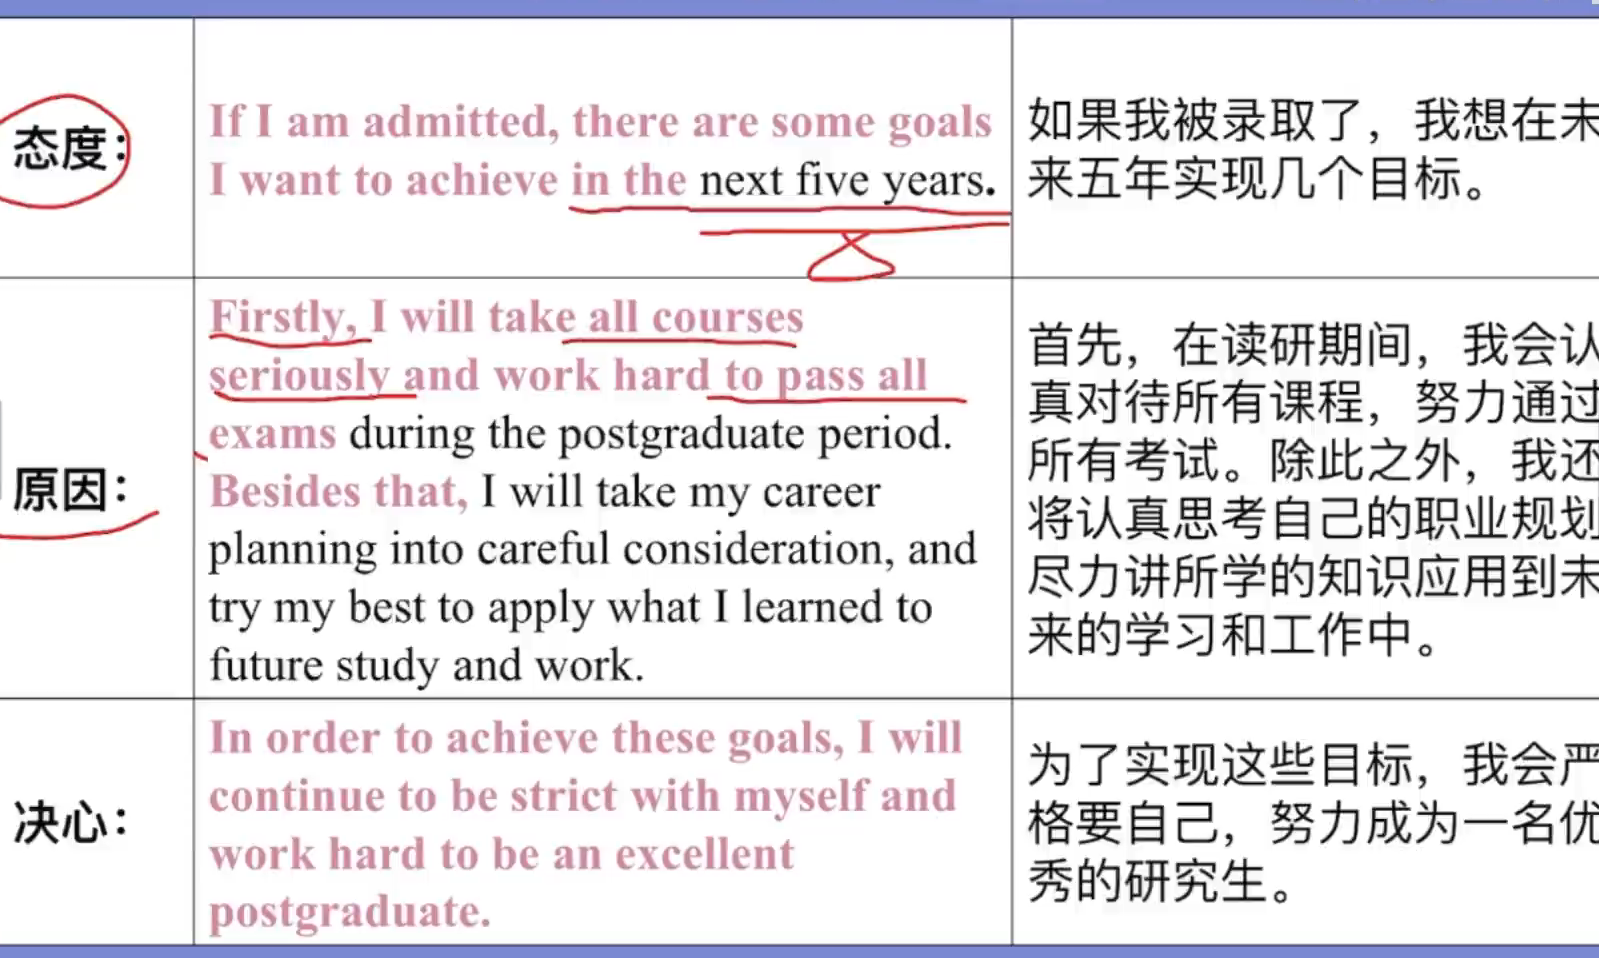 态度：
If I am admitted, there are some goals
I want to achieve in the next five years.
如果我被录取了，我想在未
来五年实现几个目标。
原因：
Firstly, I will take all courses
seriously and work hard to pass all
exams during the postgraduate period.
Besides that, I will take my career
planning into careful consideration, and
try my best to apply what I learned to
future study and work.
首先，在读研期间，我会认
真对待所有课程，努力通过
所有考试。除此之外，我还
将认真思考自己的职业规划
尽力讲所学的知识应用到未
来的学习和工作中。
决心：
In order to achieve these goals, I will
continue to be strict with myself and
work hard to be an excellent
postgraduate.
为了实现这些目标，我会严
格要自己，努力成为一名优
秀的研究生。